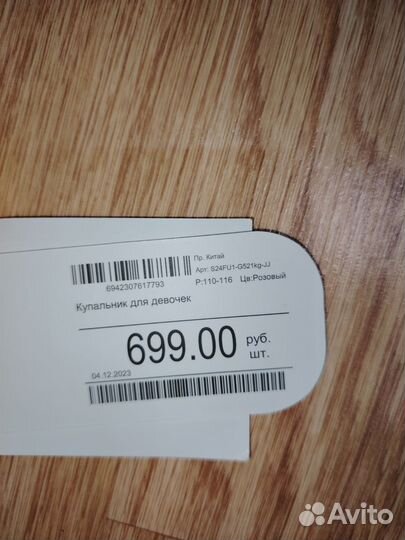 Пр. Китай
Арт: S24FU1-G521kg-JJ
6942307617793
Р:110-116 Цв:Розовый
Купальник для девочек
699.00 руб.
шт.
04.12.2023
Avito